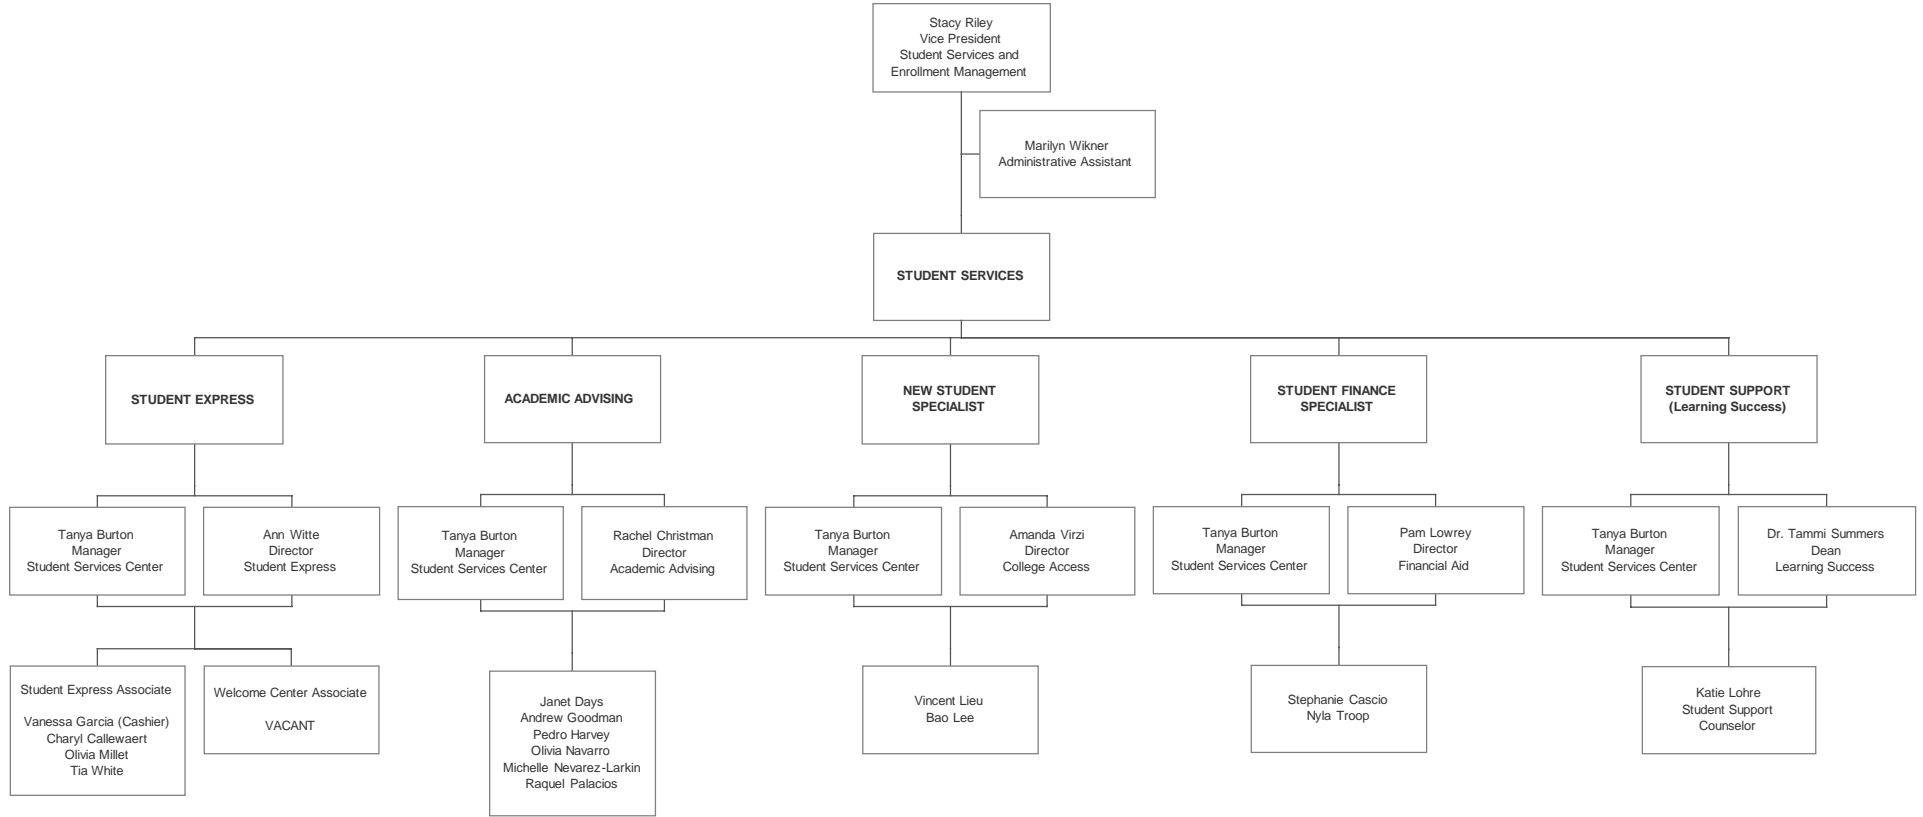 Stacy Riley
Vice President
Student Services and
Enrollment Management
Marilyn Wikner
Administrative Assistant
STUDENT SERVICES
STUDENT EXPRESS
ACADEMIC ADVISING
NEW STUDENT
SPECIALIST
STUDENT FINANCE
SPECIALIST
STUDENT SUPPORT
(Learning Success)
Tanya Burton
Manager
Student Services Center
Ann Witte
Director
Student Express
Tanya Burton
Manager
Student Services Center
Rachel Christman
Director
Academic Advising
Tanya Burton
Manager
Student Services Center
Amanda Virzi
Director
College Access
Tanya Burton
Manager
Student Services Center
Pam Lowrey
Director
Financial Aid
Tanya Burton
Manager
Student Services Center
Dr. Tammi Summers
Dean
Learning Success
Student Express Associate
Vanessa Garcia (Cashier)
Charyl Callewaert
Olivia Millet
Tia White
Welcome Center Associate
VACANT
Janet Days
Andrew Goodman
Pedro Harvey
Olivia Navarro
Michelle Nevarez-Larkin
Raquel Palacios
Vincent Lieu
Bao Lee
Stephanie Cascio
Nyla Troop
Katie Lohre
Student Support
Counselor